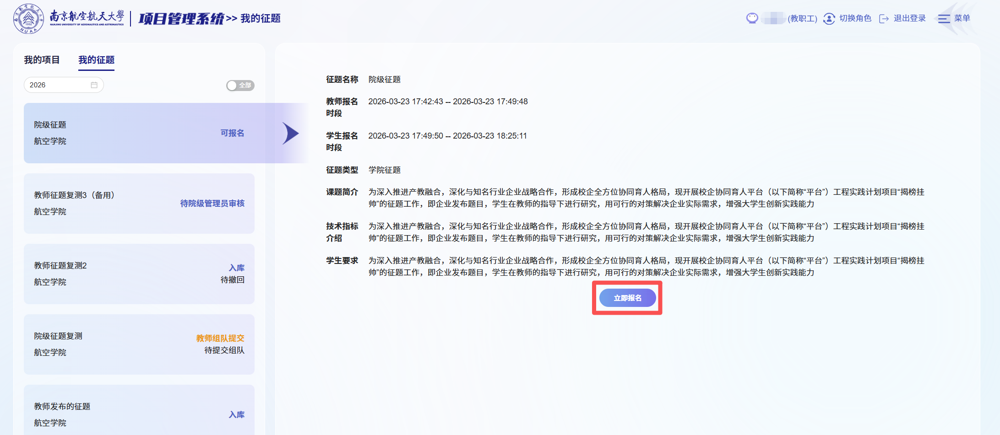 南京航空航天大學
NANJING UNIVERSITY OF AERONAUTICS AND ASTRONAUTICS
1952
NUAA
项目管理系统>> 我的征题
(教职工) 切换角色 退出登录 菜单
我的项目 我的征题
2026 全部
院级征题
航空学院
可报名
教师征题复测3（备用）
航空学院
待院级管理员审核
教师征题复测2
航空学院
入库
待撤回
院级征题复测
航空学院
教师组队提交
待提交组队
教师发布的征题
航空学院
入库
征题名称 院级征题
教师报名 2026-03-23 17:42:43 -- 2026-03-23 17:49:48
时段
学生报名 2026-03-23 17:49:50 -- 2026-03-23 18:25:11
时段
征题类型 学院征题
课题简介 为深入推进产教融合，深化与知名行业企业战略合作，形成校企全方位协同育人格局，现开展校企协同育人平台（以下简称“平台”）工程实践计划项目“揭榜挂
帅”的征题工作，即企业发布题目，学生在教师的指导下进行研究，用可行的对策解决企业实际需求，增强大学生创新实践能力
技术指标 为深入推进产教融合，深化与知名行业企业战略合作，形成校企全方位协同育人格局，现开展校企协同育人平台（以下简称“平台”）工程实践计划项目“揭榜挂
介绍 帅”的征题工作，即企业发布题目，学生在教师的指导下进行研究，用可行的对策解决企业实际需求，增强大学生创新实践能力
学生要求 为深入推进产教融合，深化与知名行业企业战略合作，形成校企全方位协同育人格局，现开展校企协同育人平台（以下简称“平台”）工程实践计划项目“揭榜挂
帅”的征题工作，即企业发布题目，学生在教师的指导下进行研究，用可行的对策解决企业实际需求，增强大学生创新实践能力
立即报名